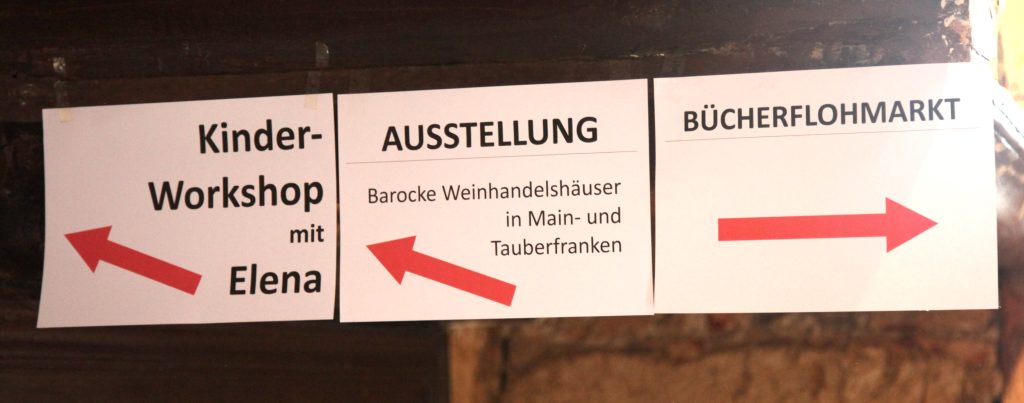 Kinder-
Workshop
mit
Elena
AUSSTELLUNG
Barocke Weinhandelshäuser
in Main- und
Tauberfranken
BÜCHERFLOHMARKT